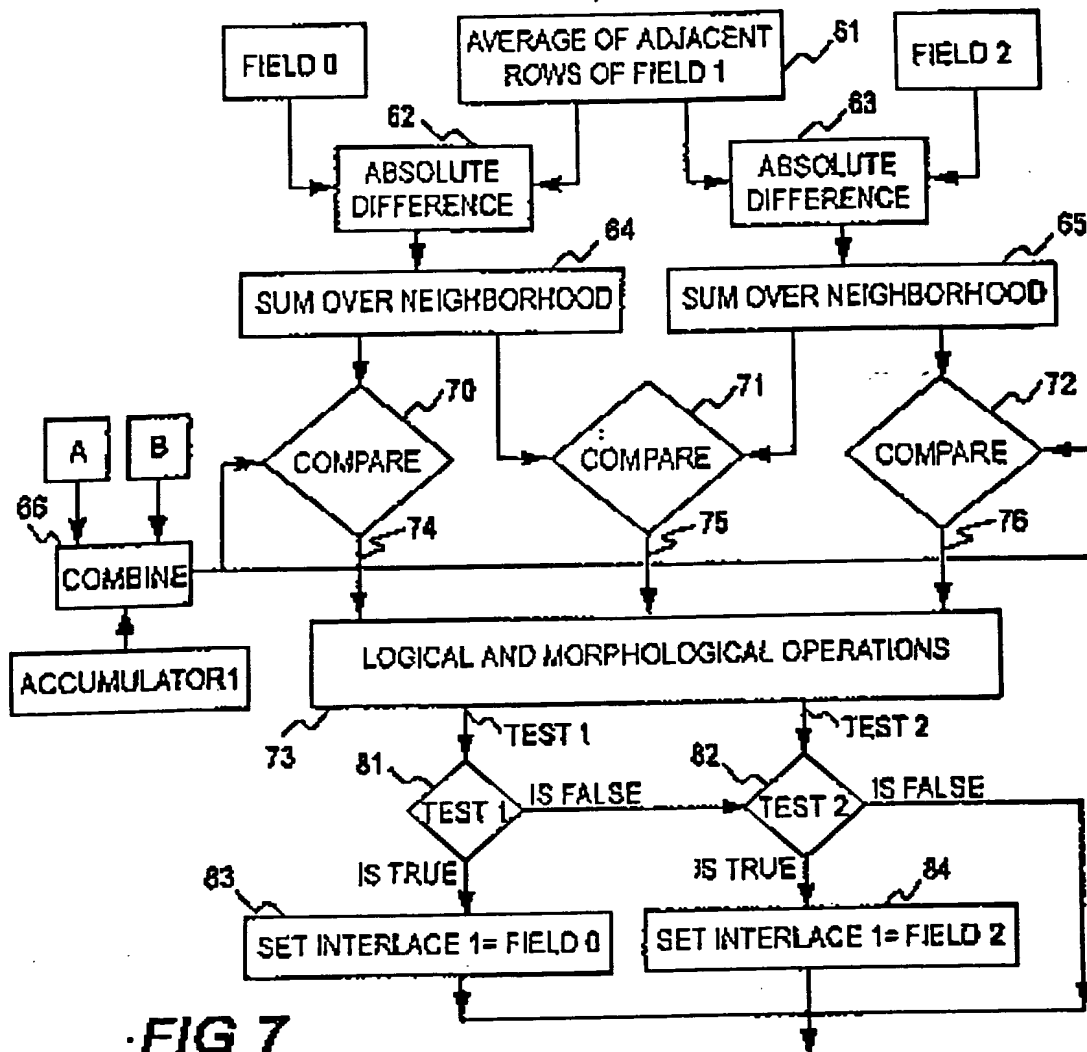 FIELD 0
AVERAGE OF ADJACENT
ROWS OF FIELD 1
61
FIELD 2
62
63
ABSOLUTE
DIFFERENCE
ABSOLUTE
DIFFERENCE
64
65
SUM OVER NEIGHBORHOOD
SUM OVER NEIGHBORHOOD
70
71
72
A
B
COMPARE
COMPARE
COMPARE
66
74
75
76
COMBINE
LOGICAL AND MORPHOLOGICAL OPERATIONS
ACCUMULATOR1
73
TEST 1
TEST 2
81
82
TEST 1
IS FALSE
TEST 2
IS FALSE
IS TRUE
IS TRUE
83
84
SET INTERLACE 1= FIELD 0
SET INTERLACE 1= FIELD 2
FIG 7